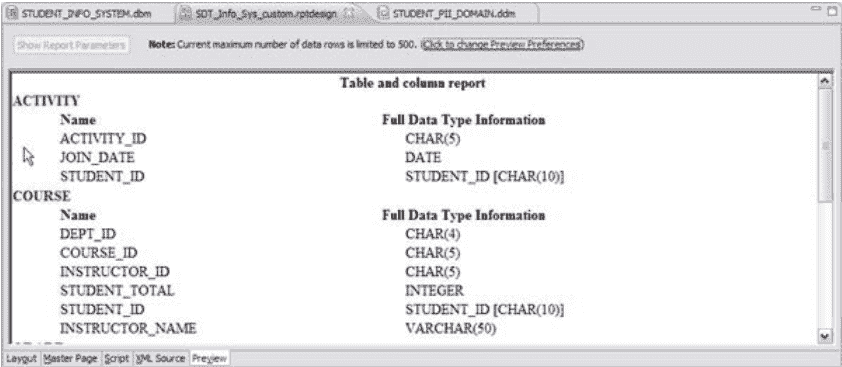 STUDENT_INFO_SYSTEM.dbm SDT_Info_Sys_custom.rptdesign STUDENT_PII_DOMAIN.ddm
Show Report Parameters Note: Current maximum number of data rows is limited to 500. (Click to change Preview Preferences)
Table and column report
ACTIVITY
Name Full Data Type Information
ACTIVITY_ID CHAR(5)
JOIN_DATE DATE
STUDENT_ID STUDENT_ID [CHAR(10)]
COURSE
Name Full Data Type Information
DEPT_ID CHAR(4)
COURSE_ID CHAR(5)
INSTRUCTOR_ID CHAR(5)
STUDENT_TOTAL INTEGER
STUDENT_ID STUDENT_ID [CHAR(10)]
INSTRUCTOR_NAME VARCHAR(50)
Layout Master Page Script XML Source Preview